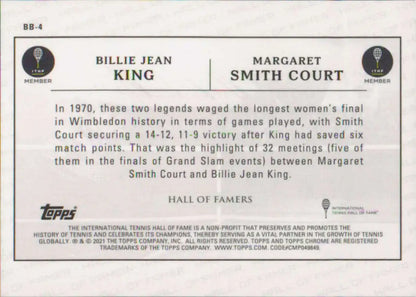 BB-4
ITHF
MEMBER
BILLIE JEAN
KING
MARGARET
SMITH COURT
ITHF
MEMBER
In 1970, these two legends waged the longest women's final
in Wimbledon history in terms of games played, with Smith
Court securing a 14-12, 11-9 victory after King had saved six
match points. That was the highlight of 32 meetings (five of
them in the finals of Grand Slam events) between Margaret
Smith Court and Billie Jean King.
HALL OF FAMERS
Topps
INTERNATIONAL
TENNIS HALL OF FAME
THE INTERNATIONAL TENNIS HALL OF FAME IS A NON-PROFIT THAT PRESERVES AND PROMOTES THE
HISTORY OF TENNIS AND CELEBRATES ITS CHAMPIONS, THEREBY SERVING AS A VITAL PARTNER IN THE GROWTH OF TENNIS
GLOBALLY. ® & © 2021 THE TOPPS COMPANY, INC. ALL RIGHTS RESERVED. TOPPS AND TOPPS CHROME ARE REGISTERED
TRADEMARKS OF THE TOPPS COMPANY, INC. WWW.TOPPS.COM. CODE#CMP049849.